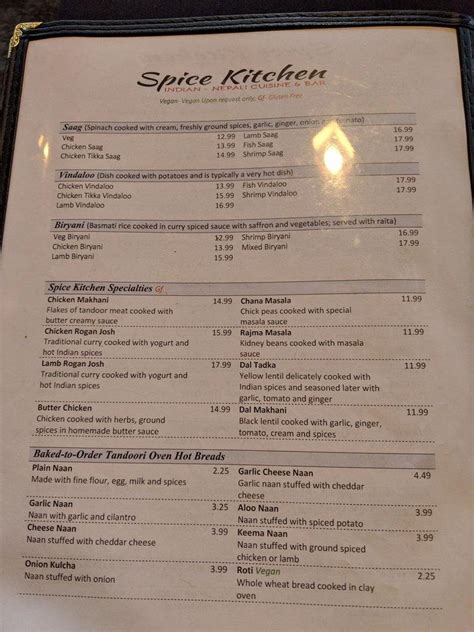 Spice Kitchen
INDIAN - NEPALI CUISINE & BAR
Vegan- Vegan Upon request only, Gf- Gluten Free
Saag (Spinach cooked with cream, freshly ground spices, garlic, ginger, onion tomato)
Veg 12.99 Lamb Saag 16.99
Chicken Saag 13.99 Fish Saag 17.99
Chicken Tikka Saag 14.99 Shrimp Saag 17.99
Vindaloo (Dish cooked with potatoes and is typically a very hot dish)
Chicken Vindaloo 13.99 Fish Vindaloo 17.99
Chicken Tikka Vindaloo 15.99 Shrimp Vindaloo 17.99
Lamb Vindaloo 16.99
Biryani (Basmati rice cooked in curry spiced sauce with saffron and vegetables; served with raita)
Veg Biryani 12.99 Shrimp Biryani 16.99
Chicken Biryani 13.99 Mixed Biryani 17.99
Lamb Biryani 15.99
Spice Kitchen Specialties Gf
Chicken Makhani 14.99
Flakes of tandoor meat cooked with
butter creamy sauce
Chicken Rogan Josh 15.99
Traditional curry cooked with yogurt and
hot Indian spices
Lamb Rogan Josh 17.99
Traditional curry cooked with yogurt and
hot Indian spices
Butter Chicken 14.99
Chicken cooked with herbs, ground
spices in homemade butter sauce
Chana Masala 11.99
Chick peas cooked with special
masala sauce
Rajma Masala 11.99
Kidney beans cooked with masala
sauce
Dal Tadka 11.99
Yellow lentil delicately cooked with
Indian spices and seasoned later with
garlic, tomato and ginger
Dal Makhani 11.99
Black lentil cooked with garlic, ginger,
tomato, cream and spices
Baked-to-Order Tandoori Oven Hot Breads
Plain Naan 2.25
Made with fine flour, egg, milk and spices
Garlic Naan 3.25
Naan with garlic and cilantro
Cheese Naan 3.99
Naan stuffed with cheddar cheese
Onion Kulcha 3.99
Naan stuffed with onion
Garlic Cheese Naan 4.49
Garlic naan stuffed with cheddar
cheese
Aloo Naan 3.99
Naan stuffed with spiced potato
Keema Naan 3.99
Naan stuffed with ground spiced
chicken or lamb
Roti Vegan 2.25
Whole wheat bread cooked in clay
oven